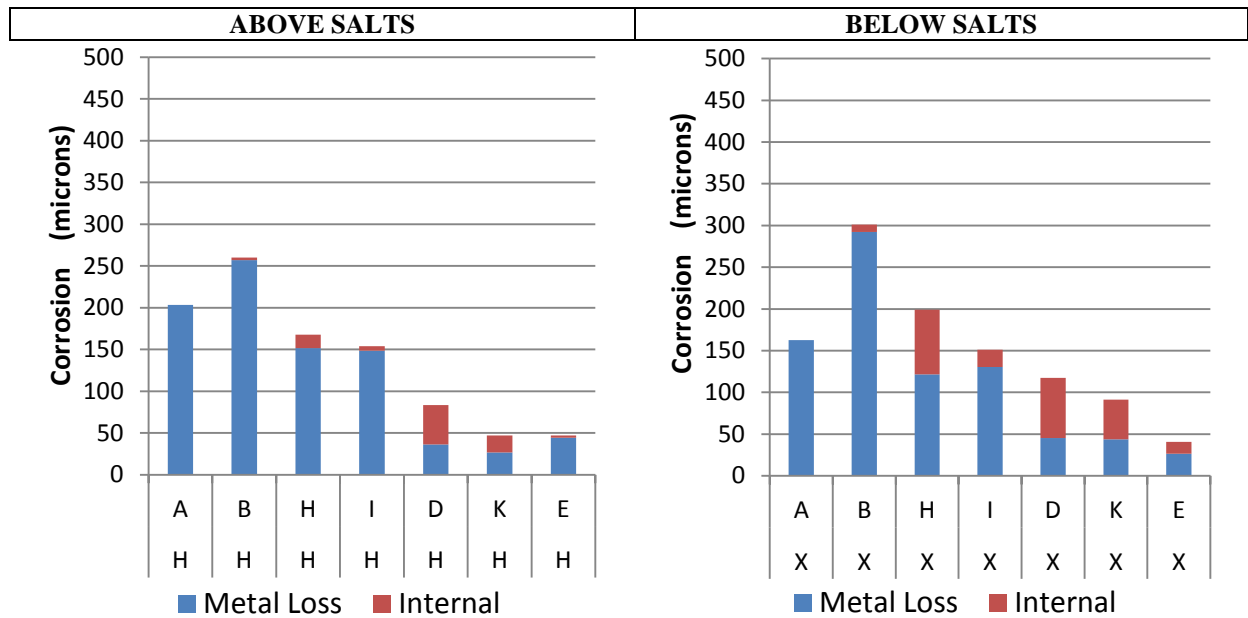 ABOVE SALTS
BELOW SALTS
Corrosion (microns)
500
450
400
350
300
250
200
150
100
50
0
A B H I D K E
H H H H H H H
Metal Loss Internal
Corrosion (microns)
500
450
400
350
300
250
200
150
100
50
0
A B H I D K E
X X X X X X X
Metal Loss Internal